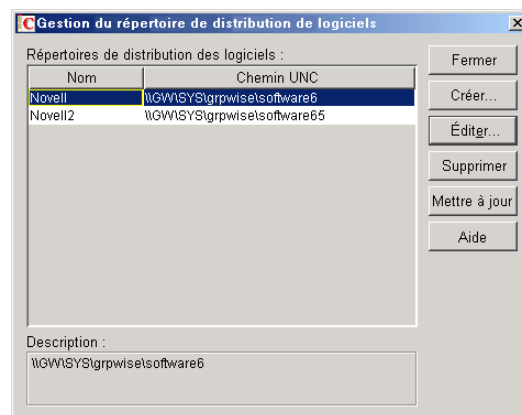 Gestion du répertoire de distribution de logiciels
Répertoires de distribution des logiciels :
Nom Chemin UNC
Novell \\GW\SYS\grpwise\software6
Novell2 \\GW\SYS\grpwise\software65
Fermer
Créer...
Éditer...
Supprimer
Mettre à jour
Aide
Description :
\\GW\SYS\grpwise\software6